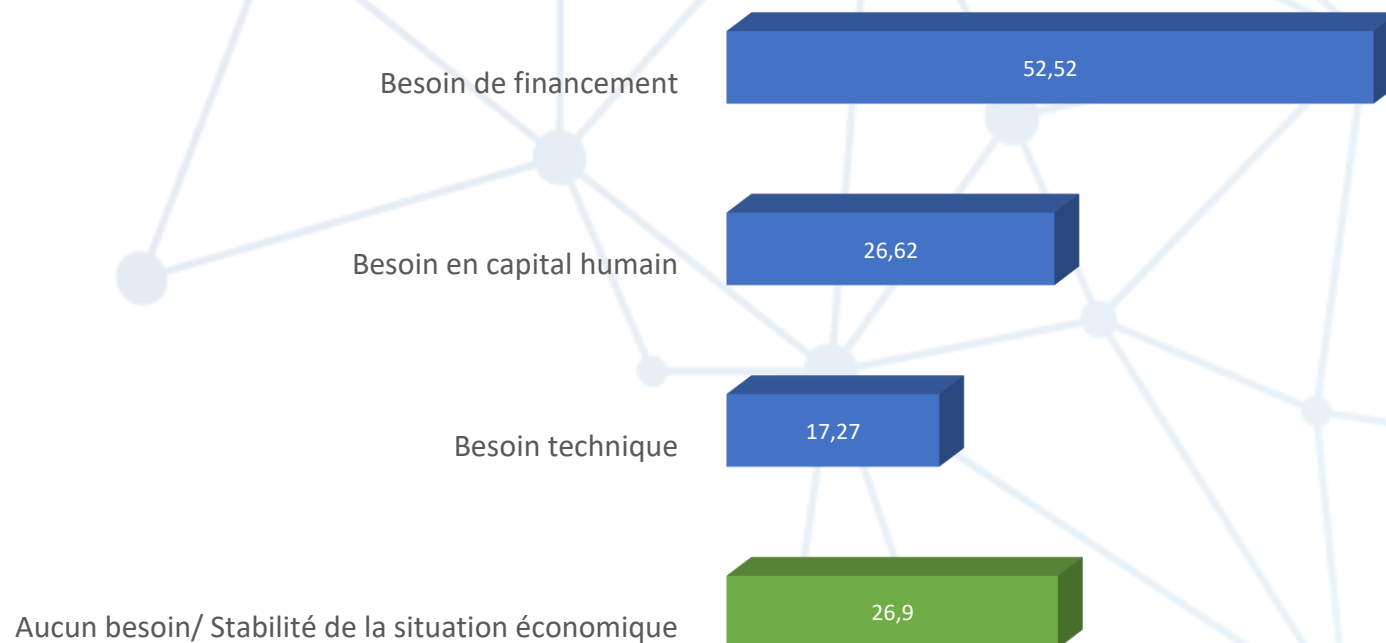 Besoin de financement 52,52
Besoin en capital humain 26,62
Besoin technique 17,27
Aucun besoin/ Stabilité de la situation économique 26,9